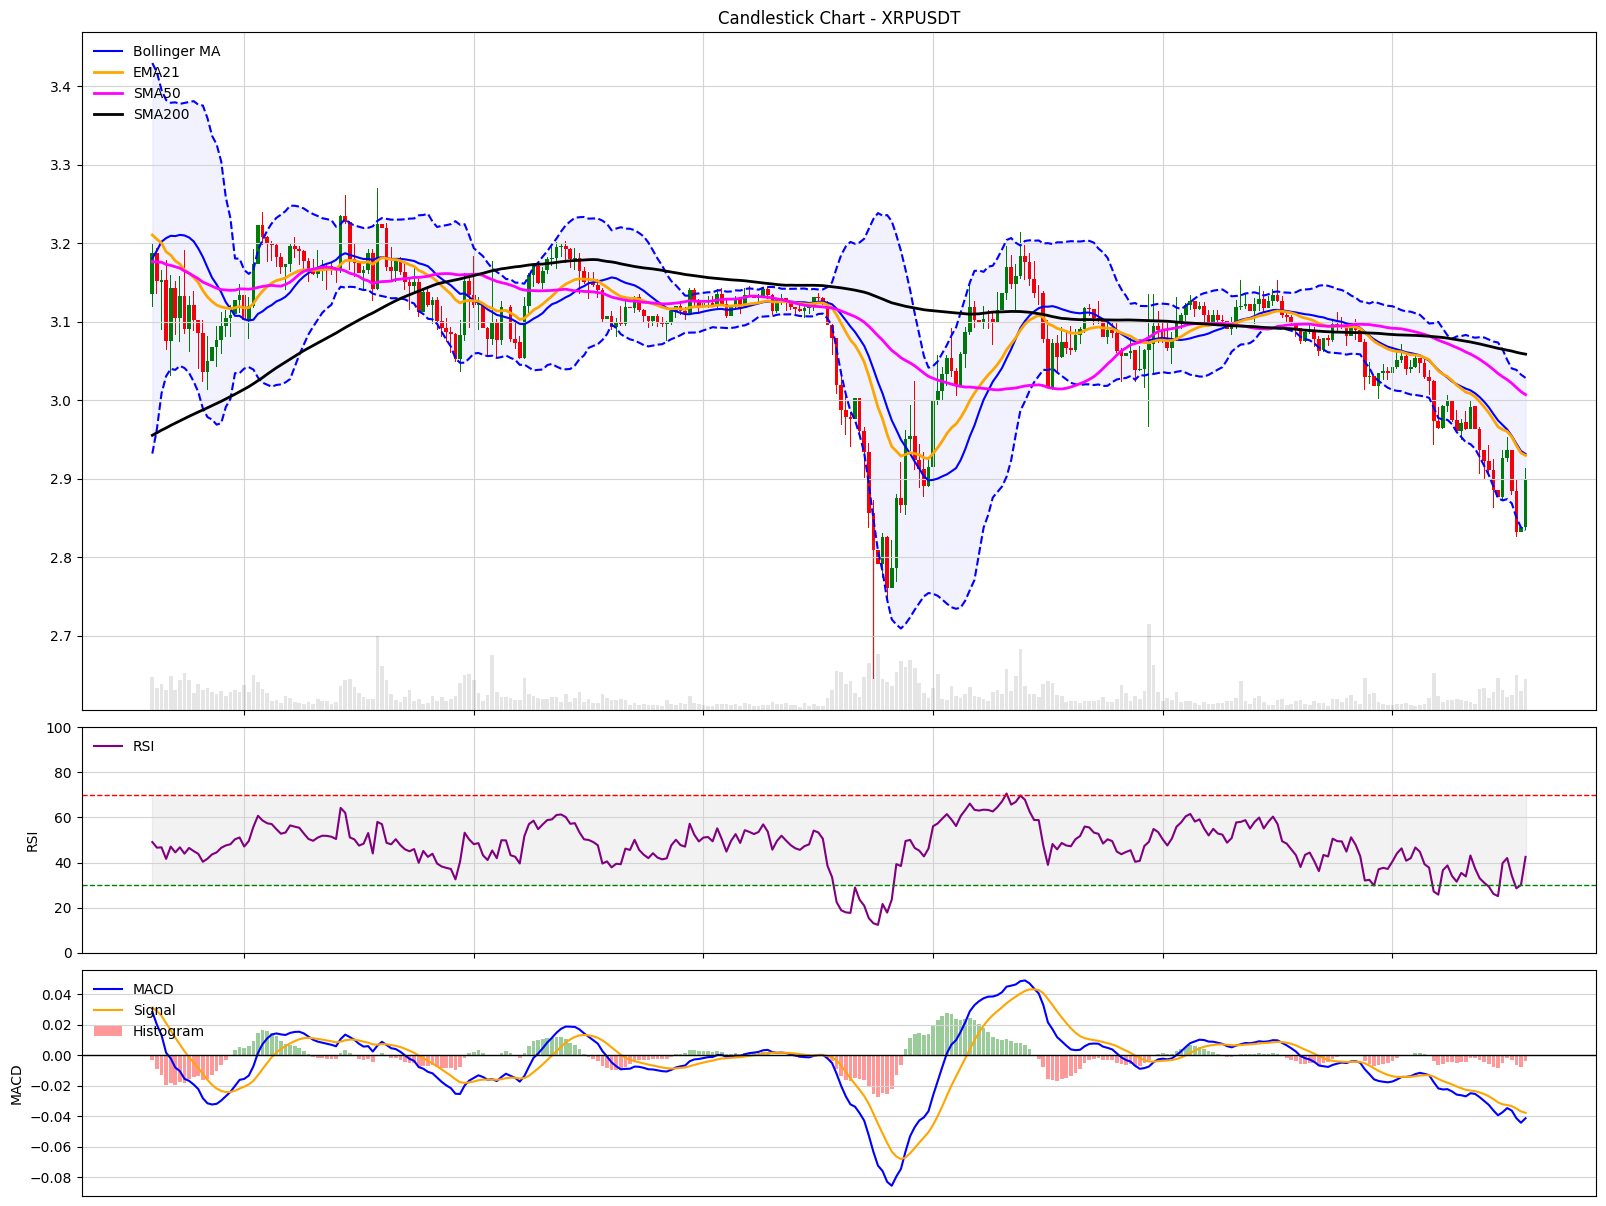 Candlestick Chart - XRPUSDT
Bollinger MA
EMA21
SMA50
SMA200
3.4
3.3
3.2
3.1
3.0
2.9
2.8
2.7
RSI
100
80
60
40
20
0
RSI
MACD
Signal
Histogram
0.04
0.02
0.00
−0.02
−0.04
−0.06
−0.08
MACD